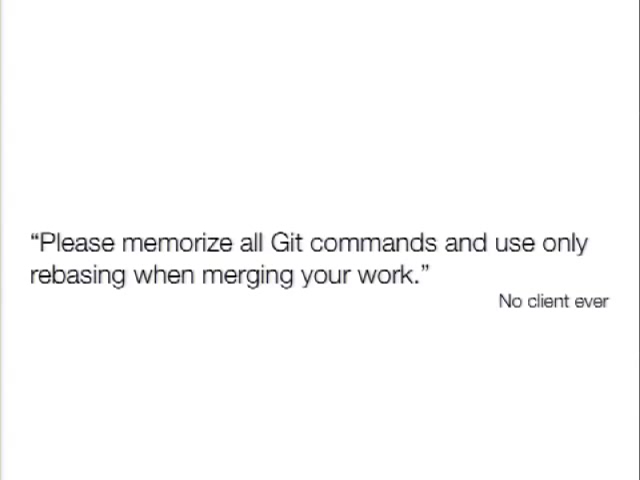 “Please memorize all Git commands and use only
rebasing when merging your work.”
No client ever